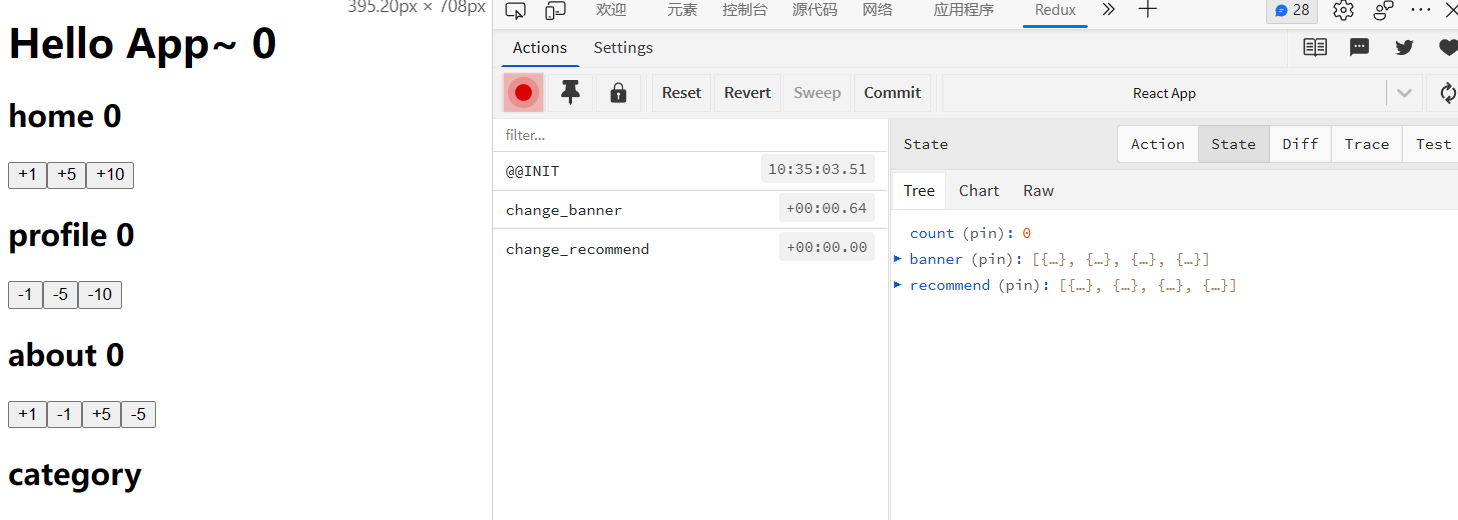 395.20px × 708px
Hello App~ 0
home 0
+1 +5 +10
profile 0
-1 -5 -10
about 0
+1 -1 +5 -5
category
欢迎 元素 控制台 源代码 网络 应用程序 Redux 28
Actions Settings
Reset Revert Sweep Commit React App
filter...
@@INIT 10:35:03.51
change_banner +00:00.64
change_recommend +00:00.00
State Action State Diff Trace Test
Tree Chart Raw
count (pin): 0
banner (pin): [{…}, {…}, {…}, {…}]
recommend (pin): [{…}, {…}, {…}, {…}]